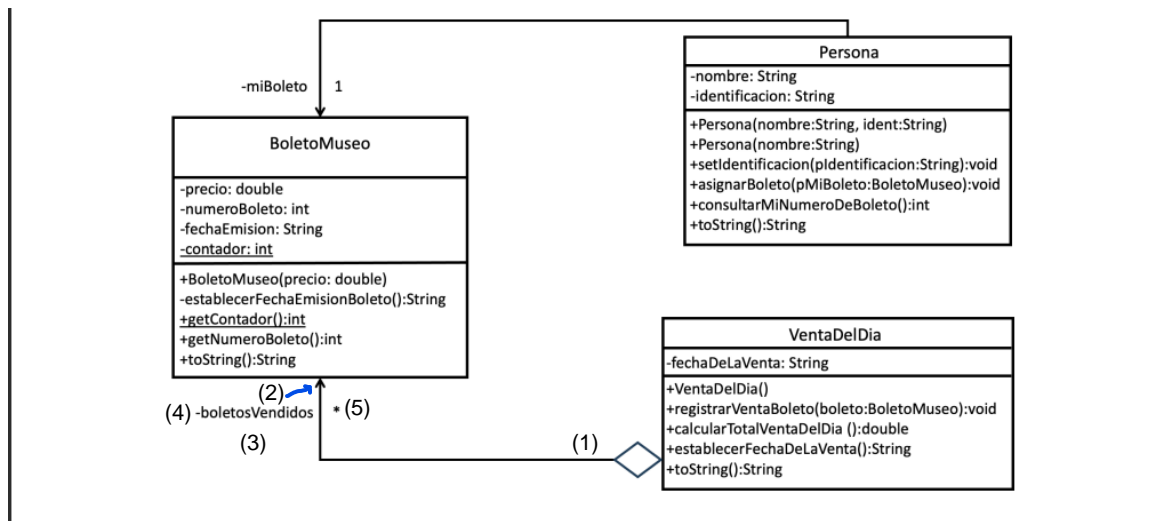 Persona
-nombre: String
-identificacion: String
+Persona(nombre:String, ident:String)
+Persona(nombre:String)
+setIdentificacion(pIdentificacion:String):void
+asignarBoleto(pMiBoleto:BoletoMuseo):void
+consultarMiNumeroDeBoleto():int
+toString():String
-miBoleto 1
BoletoMuseo
-precio: double
-numeroBoleto: int
-fechaEmision: String
-contador: int
+BoletoMuseo(precio: double)
-establecerFechaEmisionBoleto():String
+getContador():int
+getNumeroBoleto():int
+toString():String
(2)
(4) -boletosVendidos * (5)
(3)
(1)
VentaDelDia
-fechaDeLaVenta: String
+VentaDelDia()
+registrarVentaBoleto(boleto:BoletoMuseo):void
+calcularTotalVentaDelDia ():double
+establecerFechaDeLaVenta():String
+toString():String